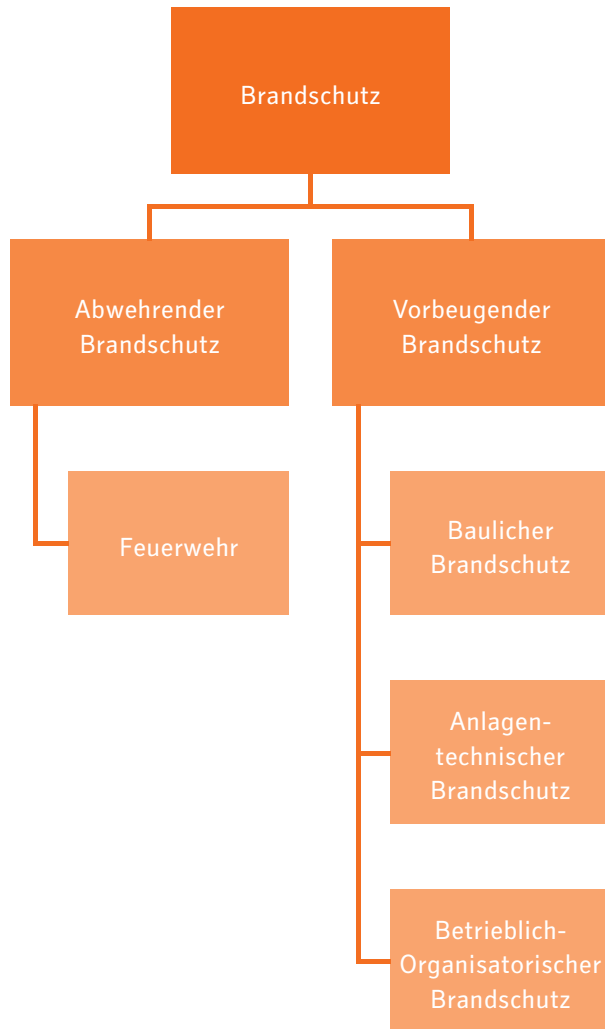 Brandschutz
Abwehrender
Brandschutz
Feuerwehr
Vorbeugender
Brandschutz
Baulicher
Brandschutz
Anlagen-
technischer
Brandschutz
Betrieblich-
Organisatorischer
Brandschutz